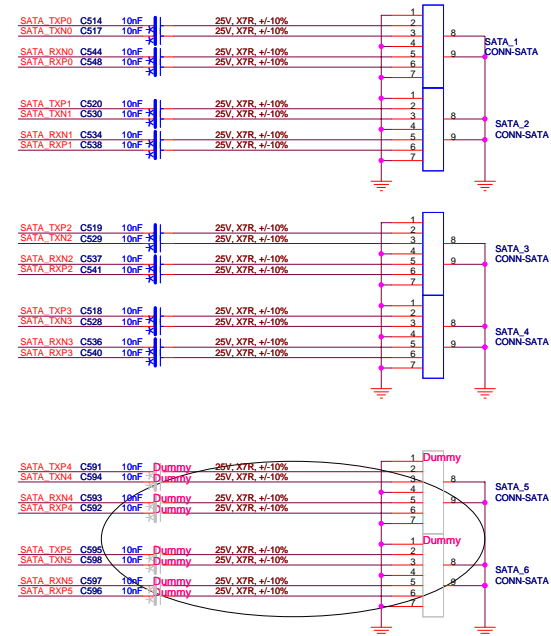 SATA_TXP0 C514 10nF 25V, X7R, +/-10% 1
SATA_TXN0 C517 10nF 25V, X7R, +/-10% 2
3 8
SATA_1
SATA_RXN0 C544 10nF 25V, X7R, +/-10% 4
CONN-SATA
SATA_RXP0 C548 10nF 25V, X7R, +/-10% 5 9
6
7
SATA_TXP1 C520 10nF 25V, X7R, +/-10% 1
SATA_TXN1 C530 10nF 25V, X7R, +/-10% 2
3 8
SATA_2
SATA_RXN1 C534 10nF 25V, X7R, +/-10% 4
CONN-SATA
SATA_RXP1 C538 10nF 25V, X7R, +/-10% 5 9
6
7
SATA_TXP2 C519 10nF 25V, X7R, +/-10% 1
SATA_TXN2 C529 10nF 25V, X7R, +/-10% 2
3 8
SATA_3
SATA_RXN2 C537 10nF 25V, X7R, +/-10% 4
CONN-SATA
SATA_RXP2 C541 10nF 25V, X7R, +/-10% 5 9
6
7
SATA_TXP3 C518 10nF 25V, X7R, +/-10% 1
SATA_TXN3 C528 10nF 25V, X7R, +/-10% 2
3 8
SATA_4
SATA_RXN3 C536 10nF 25V, X7R, +/-10% 4
CONN-SATA
SATA_RXP3 C540 10nF 25V, X7R, +/-10% 5 9
6
7
SATA_TXP4 C591 10nF Dummy 25V, X7R, +/-10% 1 Dummy
SATA_TXN4 C594 10nF Dummy 25V, X7R, +/-10% 2
3 8
SATA_5
SATA_RXN4 C593 10nF Dummy 25V, X7R, +/-10% 4
CONN-SATA
SATA_RXP4 C592 10nF Dummy 25V, X7R, +/-10% 5 9
6
7
SATA_TXP5 C595 10nF Dummy 25V, X7R, +/-10% 1 Dummy
SATA_TXN5 C598 10nF Dummy 25V, X7R, +/-10% 2
3 8
SATA_6
SATA_RXN5 C597 10nF Dummy 25V, X7R, +/-10% 4
CONN-SATA
SATA_RXP5 C596 10nF Dummy 25V, X7R, +/-10% 5 9
6
7